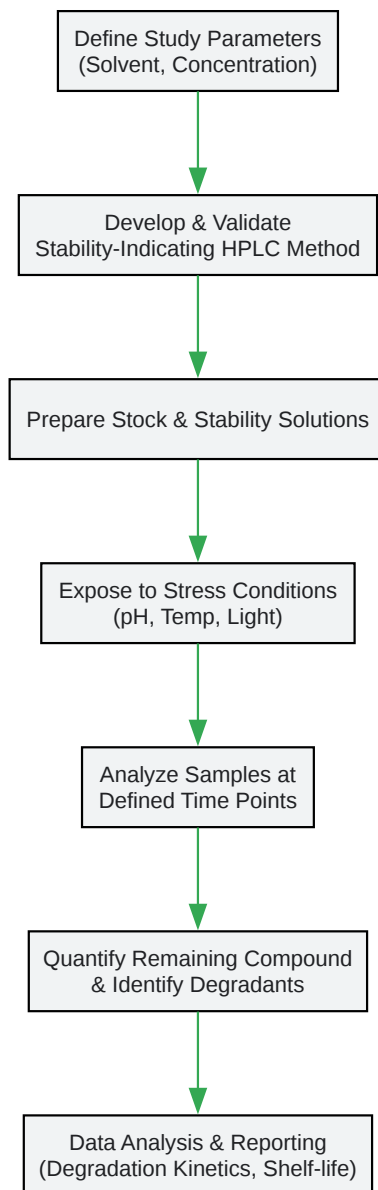 Define Study Parameters
(Solvent, Concentration)
Develop & Validate
Stability-Indicating HPLC Method
Prepare Stock & Stability Solutions
Expose to Stress Conditions
(pH, Temp, Light)
Analyze Samples at
Defined Time Points
Quantify Remaining Compound
& Identify Degradants
Data Analysis & Reporting
(Degradation Kinetics, Shelf-life)